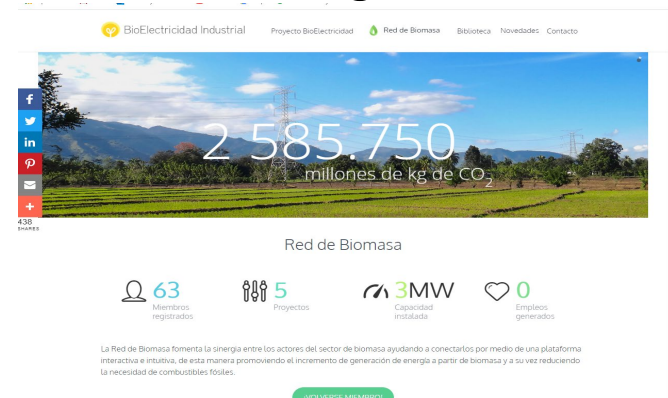 BioElectricidad Industrial
Proyecto BioElectricidad
Red de Biomasa
Biblioteca
Novedades
Contacto
2 585.750
millones de kg de CO2
438
SHARES
Red de Biomasa
63
Miembros
registrados
5
Proyectos
3MW
Capacidad
instalada
0
Empleos
generados
La Red de Biomasa fomenta la sinergia entre los actores del sector de biomasa ayudando a conectarlos por medio de una plataforma
interactiva e intuitiva, de esta manera promoviendo el incremento de generación de energía a partir de biomasa y a su vez reduciendo
la necesidad de combustibles fósiles.
¡VOLVERSE MIEMBRO!